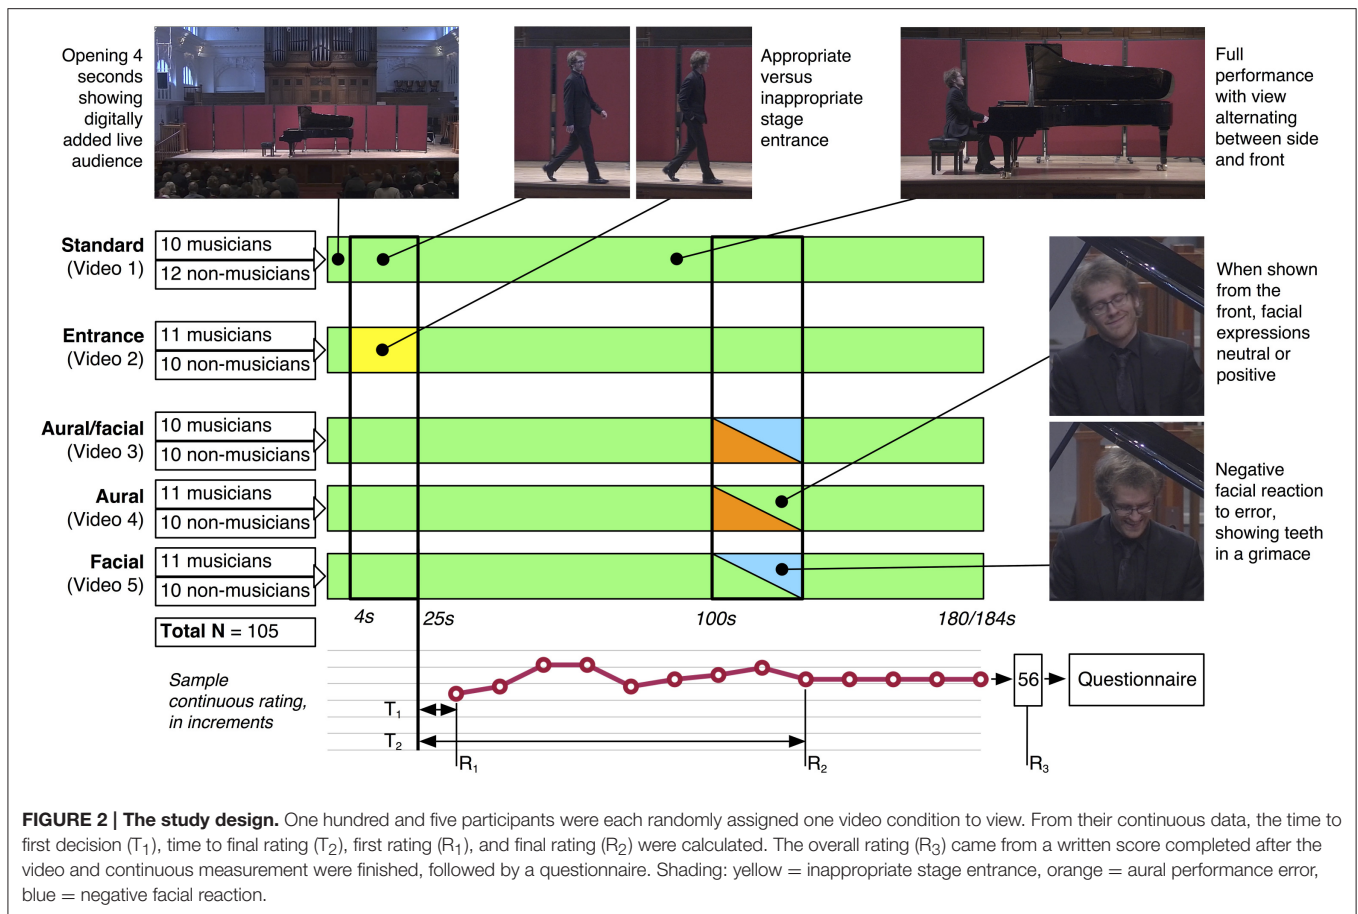 Opening 4
seconds
showing
digitally
added live
audience
Appropriate
versus
inappropriate
stage
entrance
Full
performance
with view
alternating
between side
and front
Standard
(Video 1)
10 musicians
12 non-musicians
Entrance
(Video 2)
11 musicians
10 non-musicians
Aural/facial
(Video 3)
10 musicians
10 non-musicians
Aural
(Video 4)
11 musicians
10 non-musicians
Facial
(Video 5)
11 musicians
10 non-musicians
When shown
from the
front, facial
expressions
neutral or
positive
Negative
facial reaction
to error,
showing teeth
in a grimace
4s
25s
100s
180/184s
Total N = 105
Sample
continuous rating,
in increments
T1
T2
R1
R2
R3
56
Questionnaire
FIGURE 2 | The study design. One hundred and five participants were each randomly assigned one video condition to view. From their continuous data, the time to
first decision (T1), time to final rating (T2), first rating (R1), and final rating (R2) were calculated. The overall rating (R3) came from a written score completed after the
video and continuous measurement were finished, followed by a questionnaire. Shading: yellow = inappropriate stage entrance, orange = aural performance error,
blue = negative facial reaction.